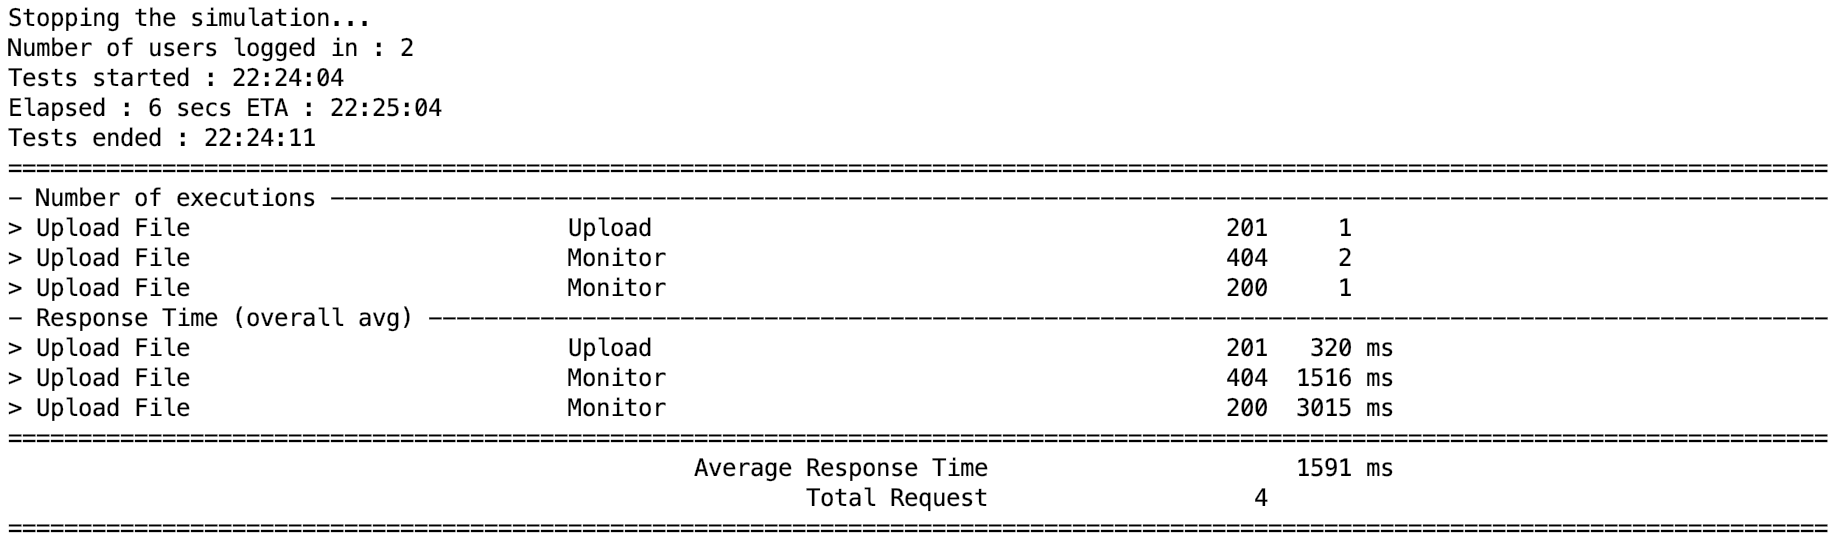 Stopping the simulation...
Number of users logged in : 2
Tests started : 22:24:04
Elapsed : 6 secs ETA : 22:25:04
Tests ended : 22:24:11
==================================================================================================================================
- Number of executions -----------------------------------------------------------------------------------------------------------
> Upload File                           Upload                                         201     1
> Upload File                           Monitor                                        404     2
> Upload File                           Monitor                                        200     1
- Response Time (overall avg) ----------------------------------------------------------------------------------------------------
> Upload File                           Upload                                         201   320 ms
> Upload File                           Monitor                                        404  1516 ms
> Upload File                           Monitor                                        200  3015 ms
==================================================================================================================================
                                                 Average Response Time                      1591 ms
                                                         Total Request                   4
==================================================================================================================================